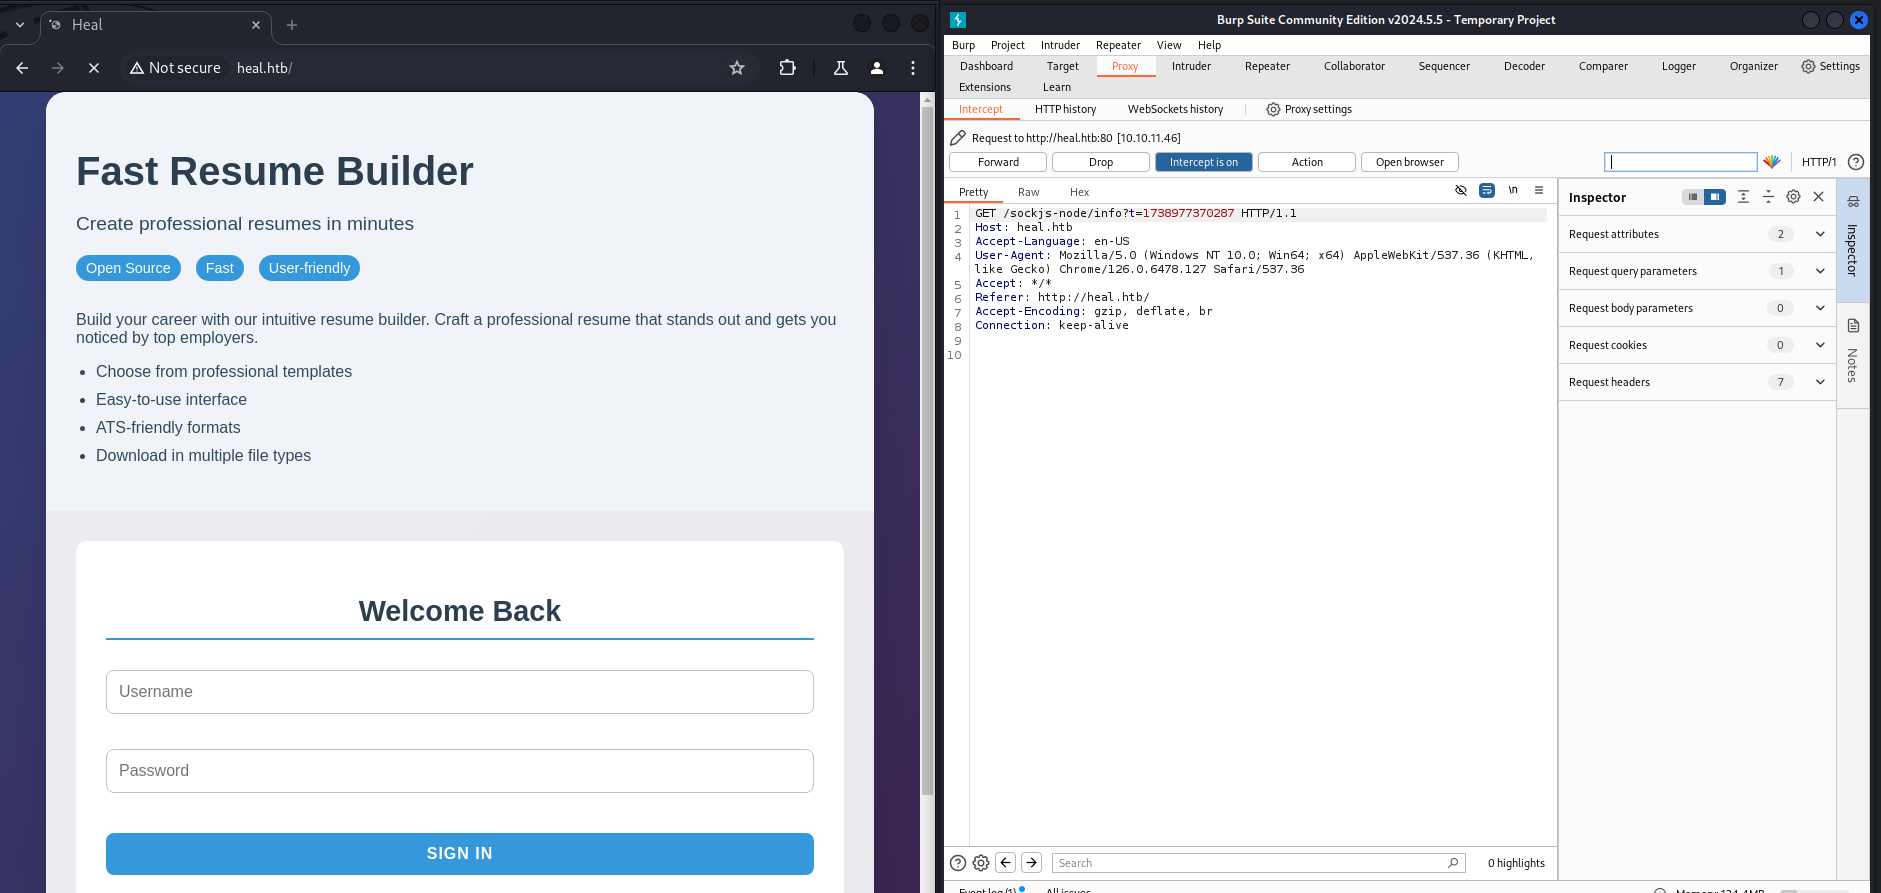 Heal
Not secure heal.htb/
Fast Resume Builder
Create professional resumes in minutes
Open Source Fast User-friendly
Build your career with our intuitive resume builder. Craft a professional resume that stands out and gets you
noticed by top employers.
Choose from professional templates
Easy-to-use interface
ATS-friendly formats
Download in multiple file types
Welcome Back
Username
Password
SIGN IN
Burp Suite Community Edition v2024.5.5 - Temporary Project
Burp Project Intruder Repeater View Help
Dashboard Target Proxy Intruder Repeater Collaborator Sequencer Decoder Comparer Logger Organizer Settings
Extensions Learn
Intercept HTTP history WebSockets history Proxy settings
Request to http://heal.htb:80 [10.10.11.46]
Forward Drop Intercept is on Action Open browser HTTP/1
Pretty Raw Hex \n
1 GET /sockjs-node/info?t=1738977370287 HTTP/1.1
2 Host: heal.htb
3 Accept-Language: en-US
4 User-Agent: Mozilla/5.0 (Windows NT 10.0; Win64; x64) AppleWebKit/537.36 (KHTML,
like Gecko) Chrome/126.0.6478.127 Safari/537.36
5 Accept: */*
6 Referer: http://heal.htb/
7 Accept-Encoding: gzip, deflate, br
8 Connection: keep-alive
9
10
Search 0 highlights
Inspector
Request attributes 2
Request query parameters 1
Request body parameters 0
Request cookies 0
Request headers 7
Inspector
Notes
Event log (1) All issues
Memory: 124.4MB